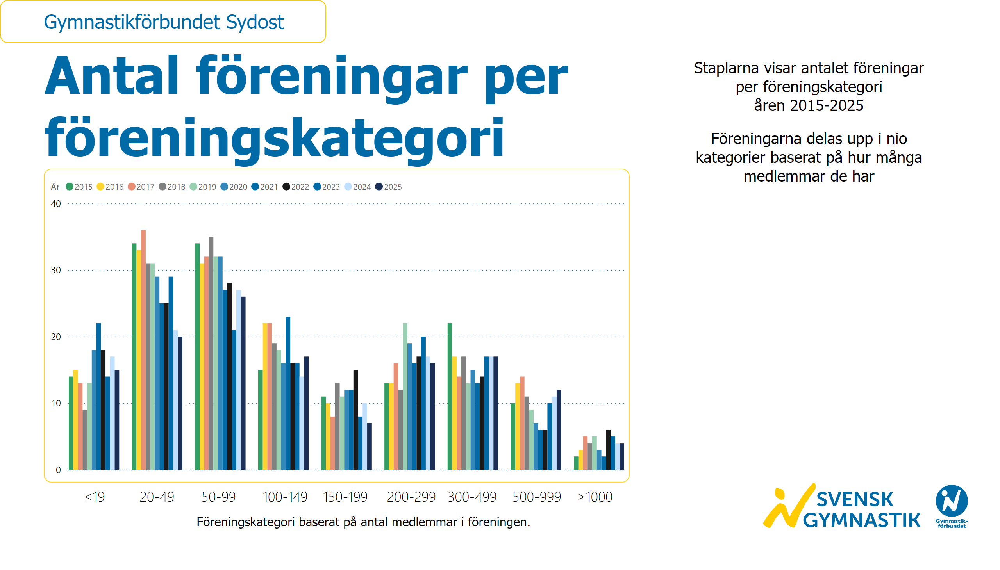 Gymnastikförbundet Sydost
Antal föreningar per
föreningskategori
Staplarna visar antalet föreningar
per föreningskategori
åren 2015-2025
Föreningarna delas upp i nio
kategorier baserat på hur många
medlemmar de har
År 2015 2016 2017 2018 2019 2020 2021 2022 2023 2024 2025
40
30
20
10
0
≤19 20-49 50-99 100-149 150-199 200-299 300-499 500-999 ≥1000
Föreningskategori baserat på antal medlemmar i föreningen.
SVENSK
GYMNASTIK
Gymnastik-
förbundet